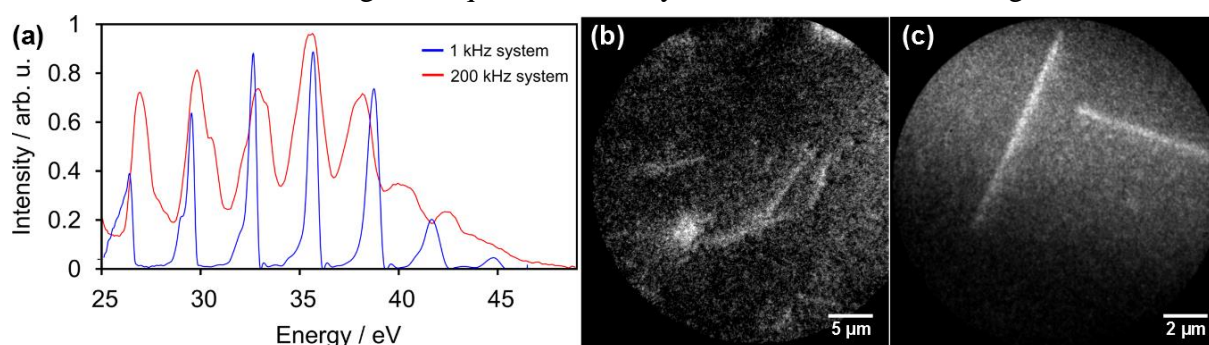 (a)
1
0.8
0.6
0.4
0.2
0
Intensity / arb. u.
1 kHz system
200 kHz system
25 30 35 40 45
Energy / eV
(b)
5 µm
(c)
2 µm